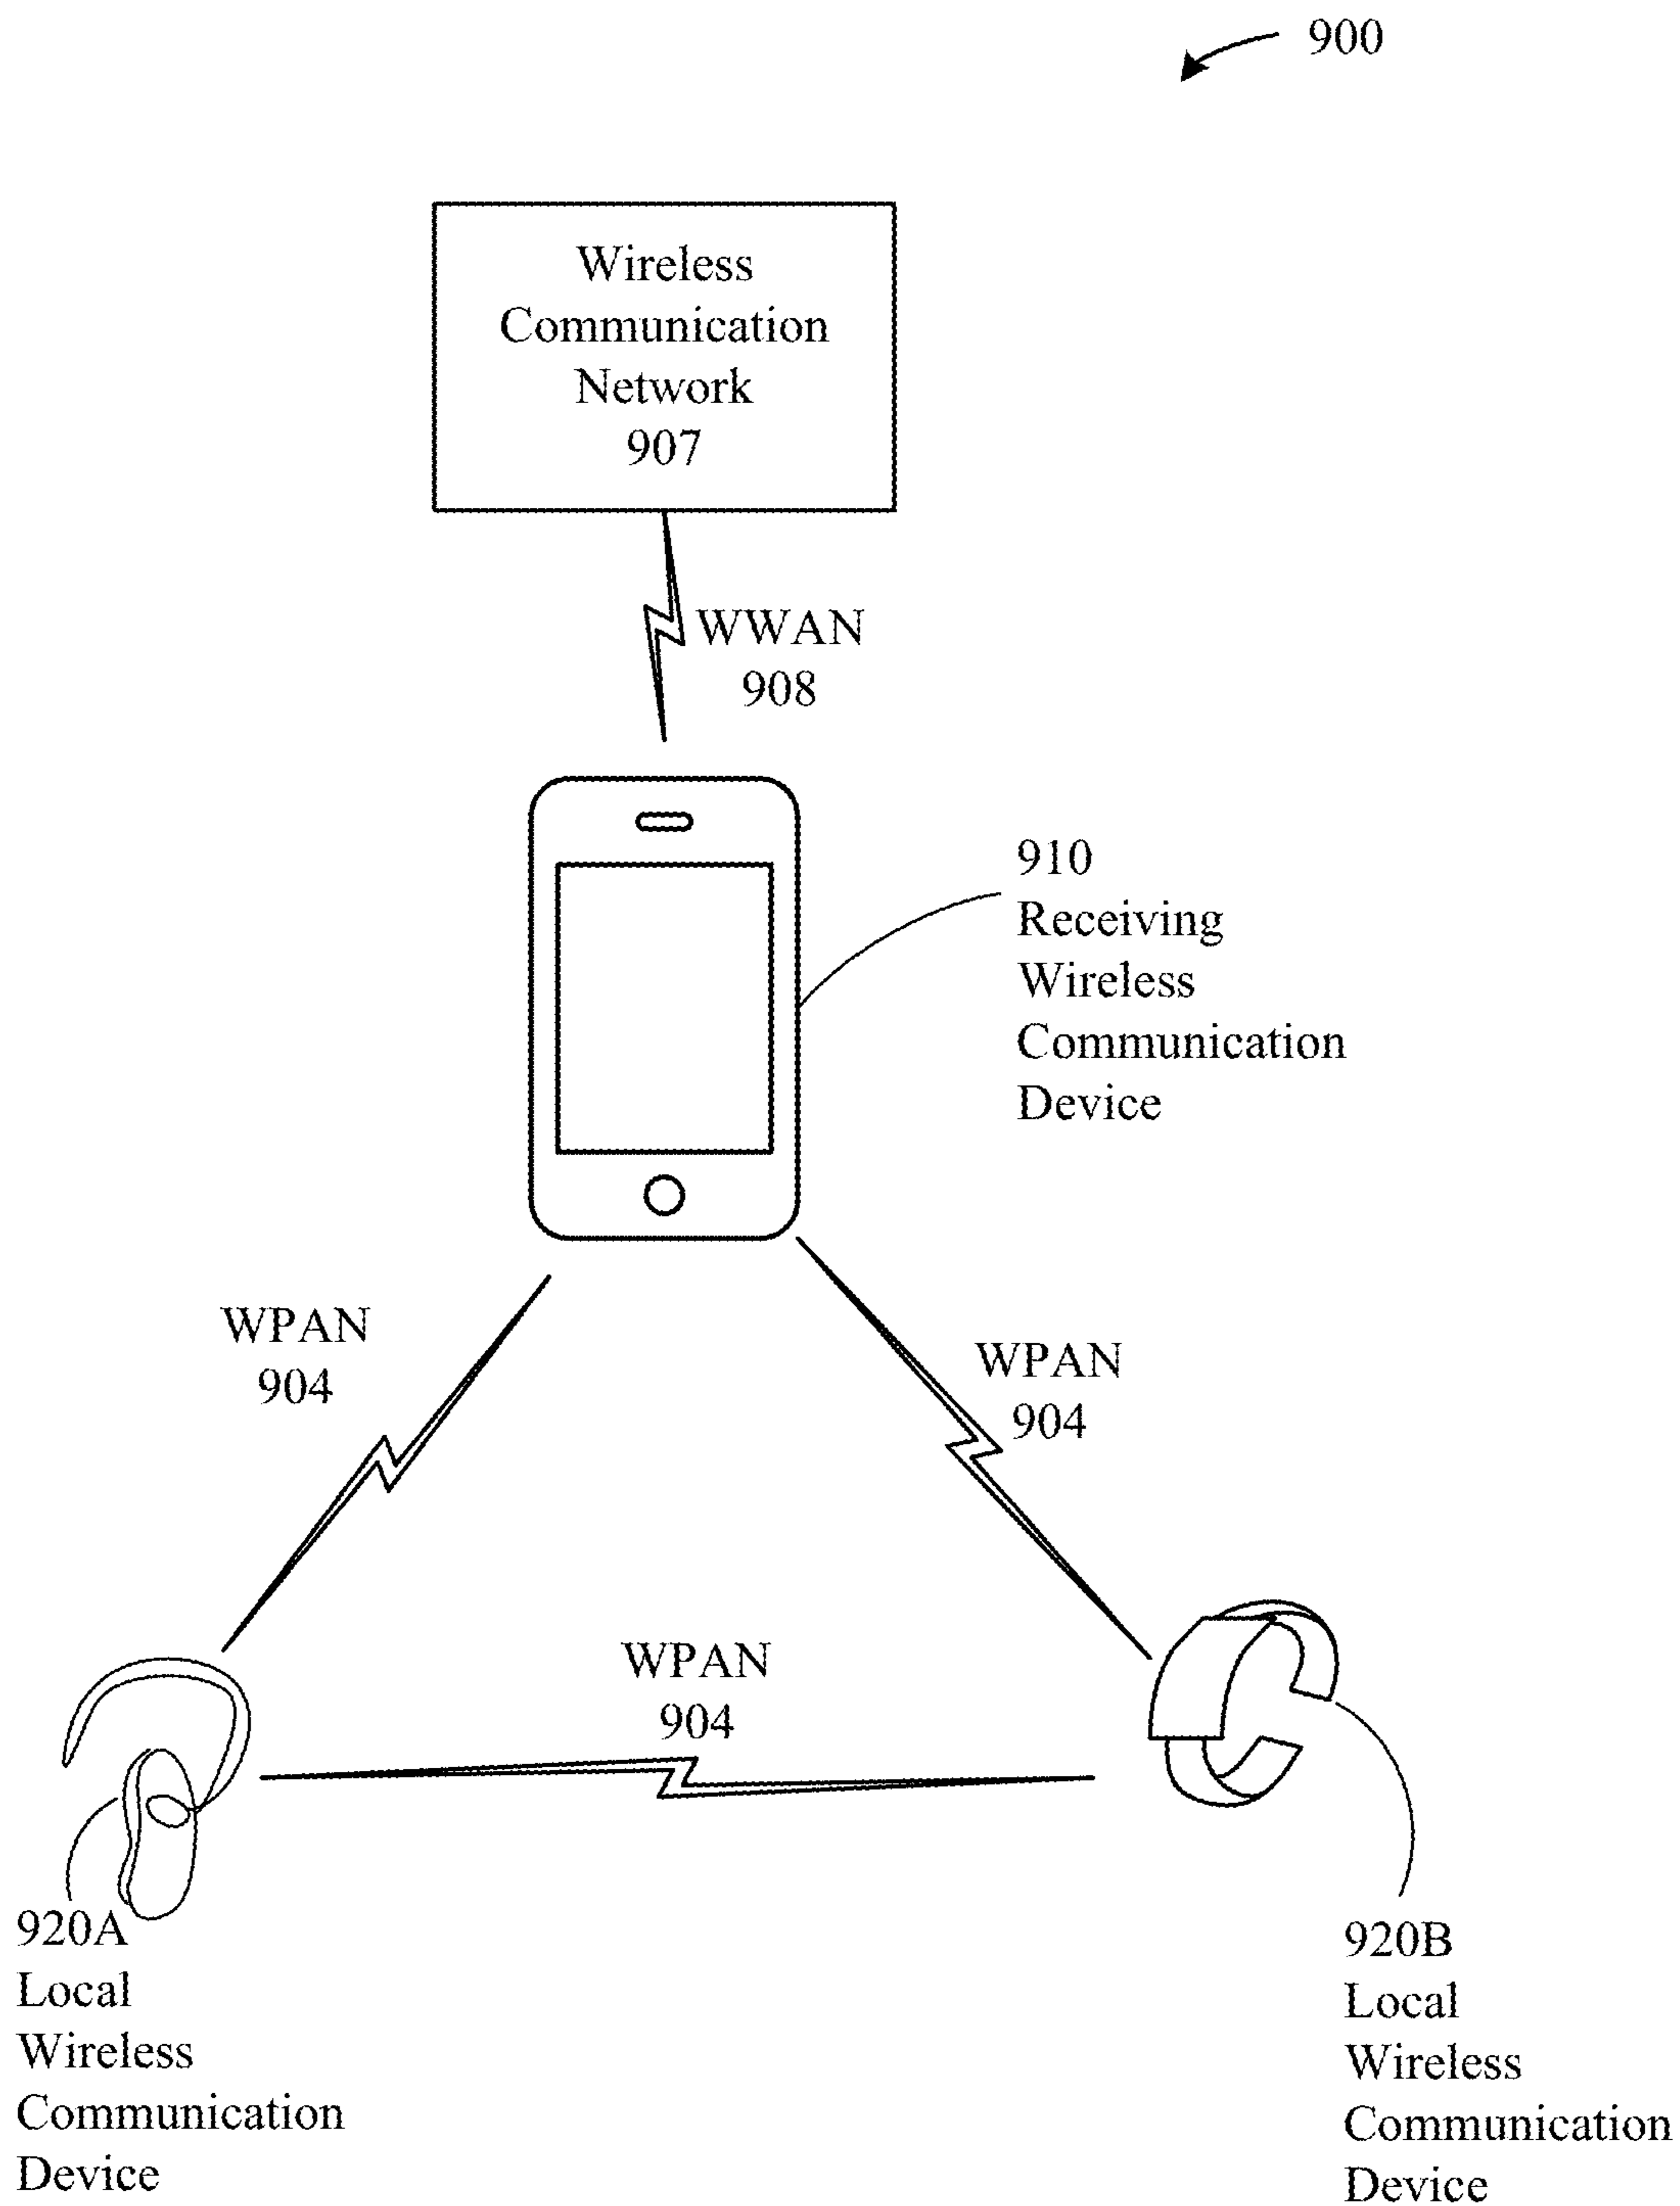 900
Wireless
Communication
Network
907
WWAN
908
910
Receiving
Wireless
Communication
Device
WPAN
904
WPAN
904
WPAN
904
920A
Local
Wireless
Communication
Device
920B
Local
Wireless
Communication
Device